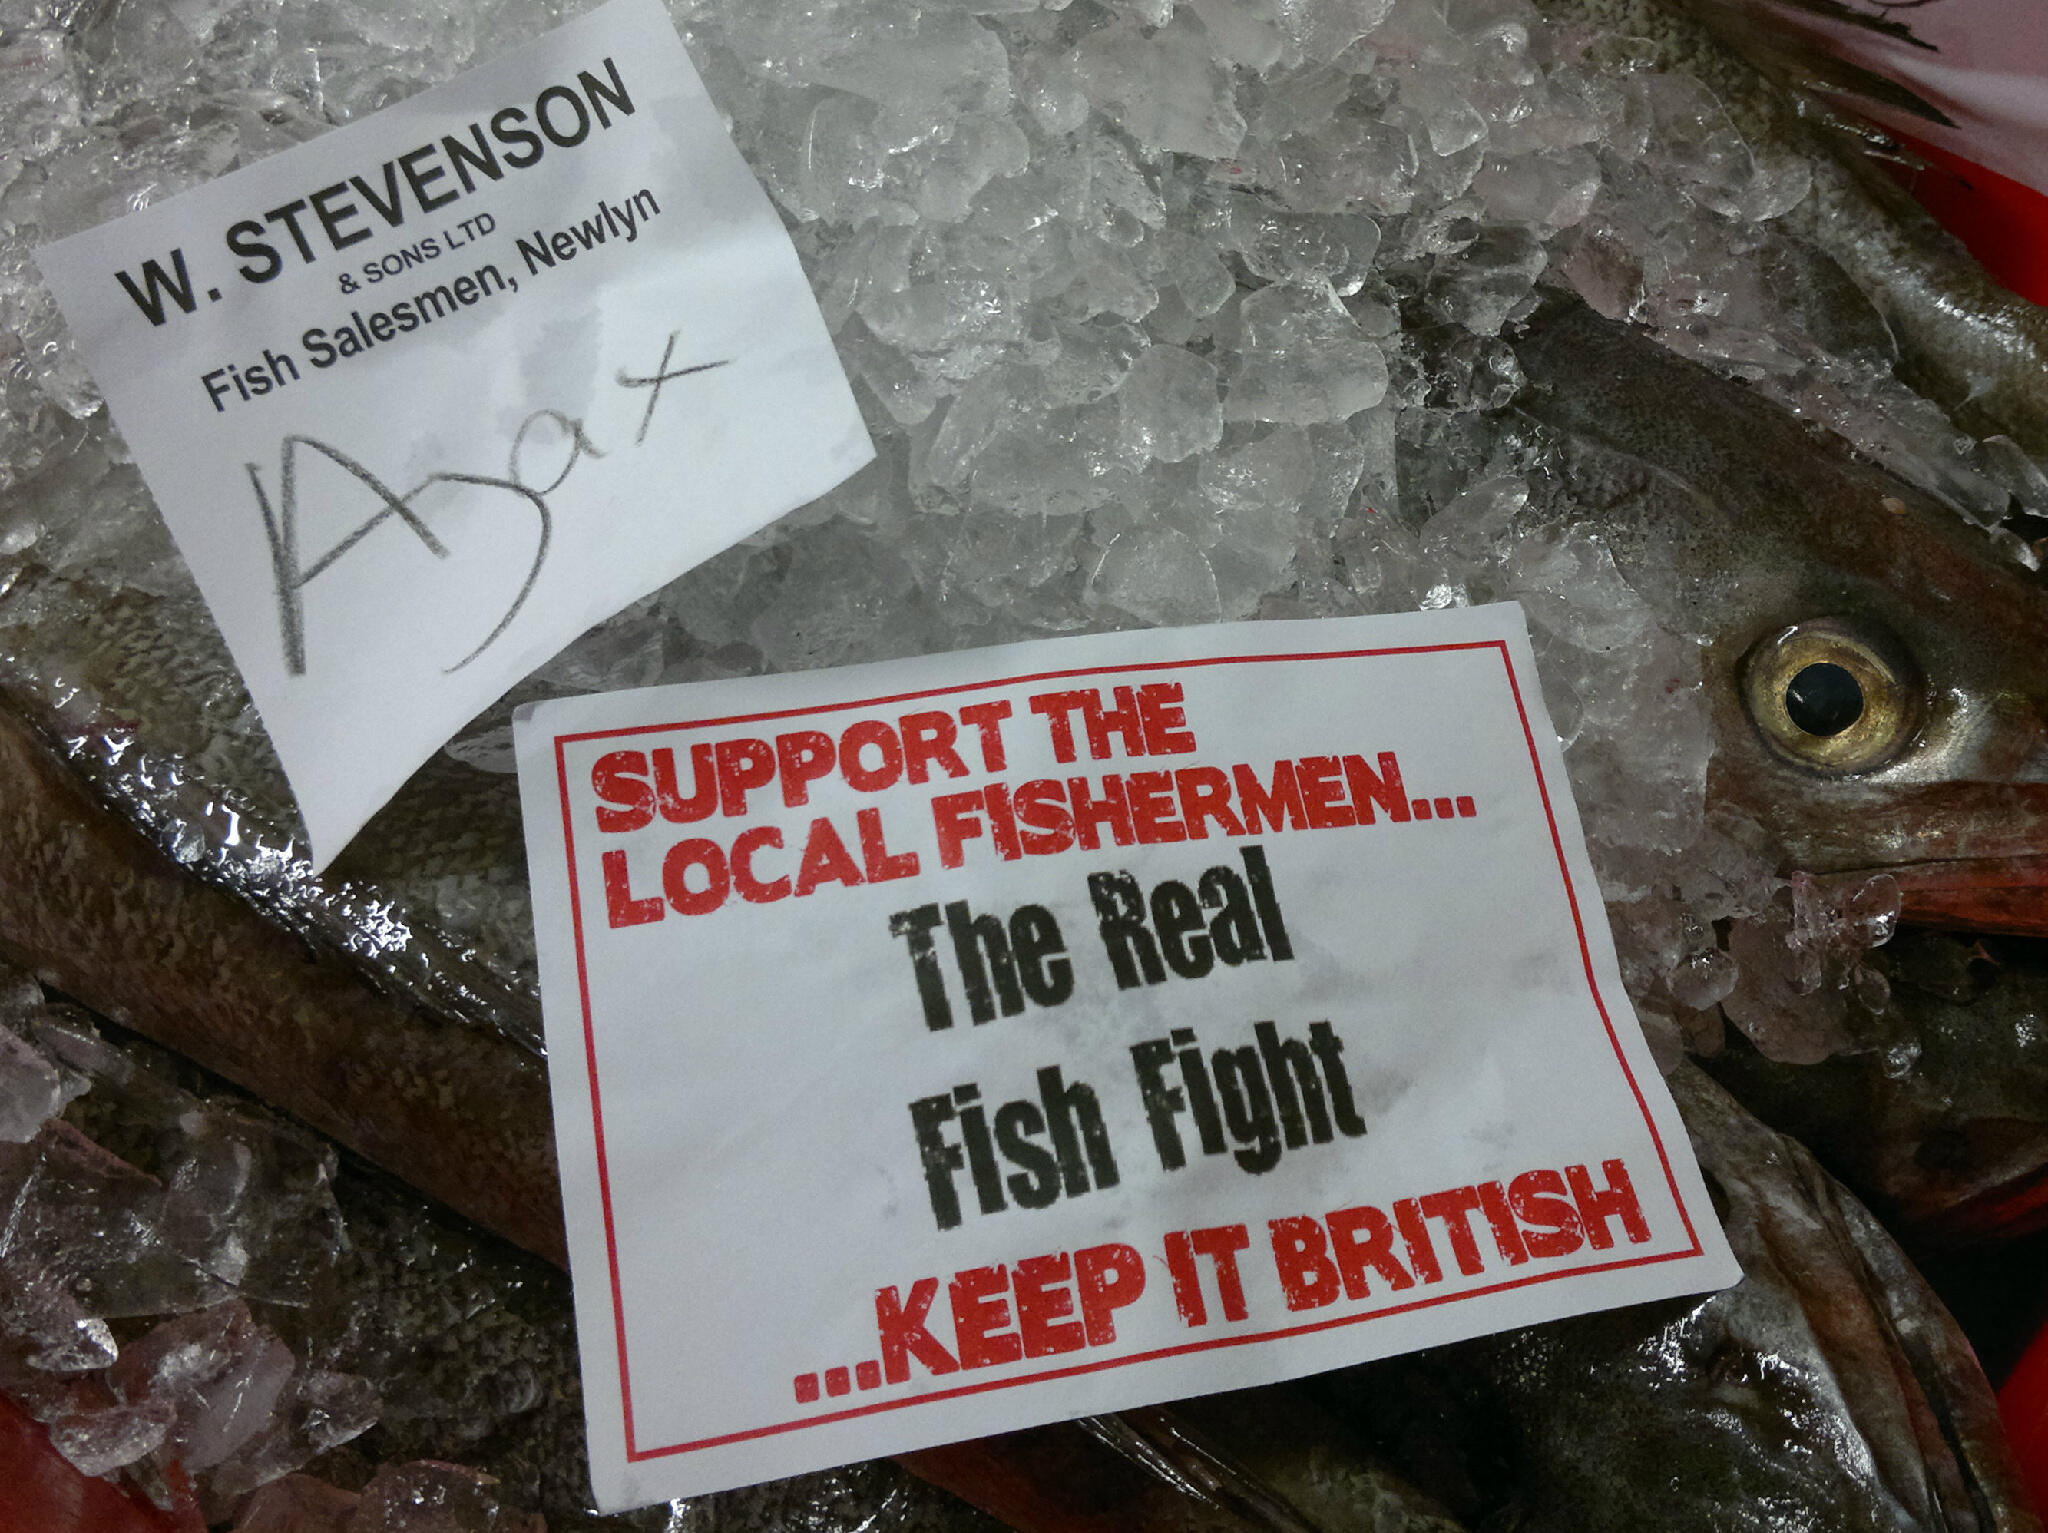 W. STEVENSON
& SONS LTD
Fish Salesmen, Newlyn
Ajax
SUPPORT THE
LOCAL FISHERMEN...
The Real
Fish Fight
...KEEP IT BRITISH